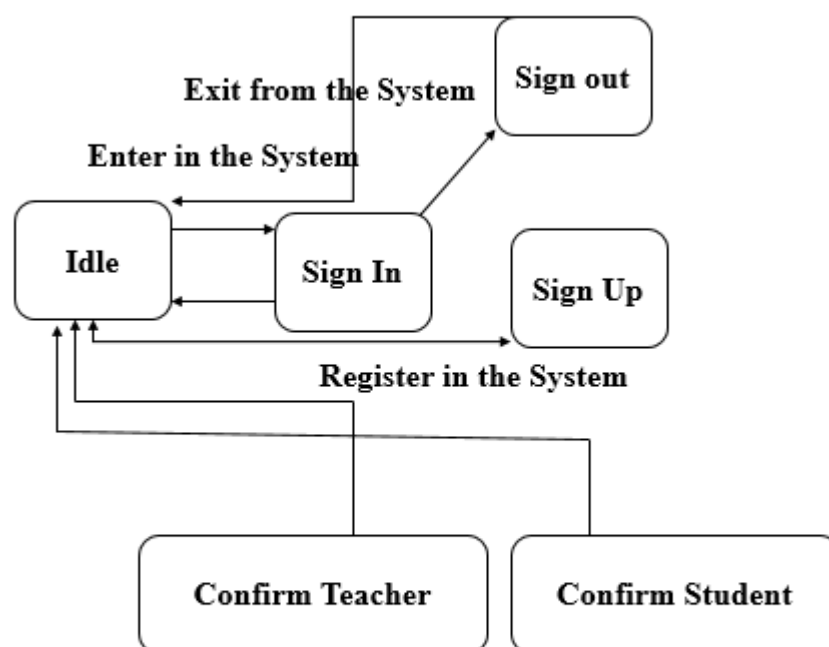 Sign out
Exit from the System
Enter in the System
Idle
Sign In
Sign Up
Register in the System
Confirm Teacher
Confirm Student